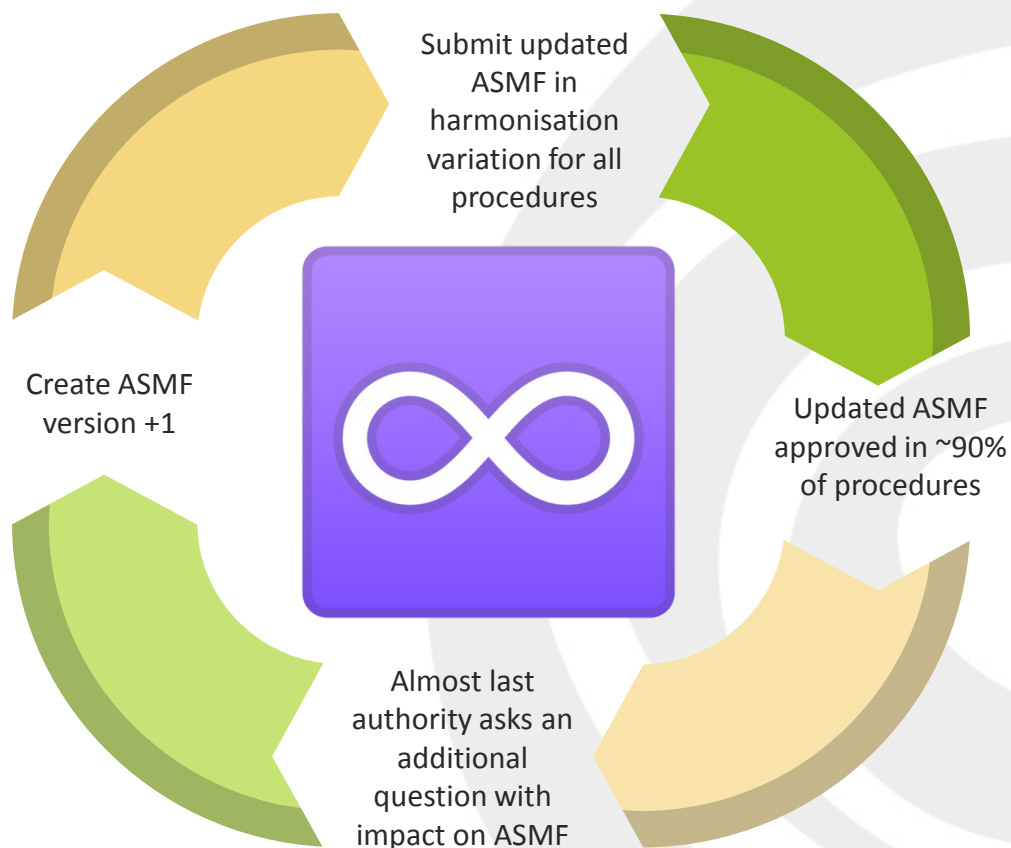 Submit updated
ASMF in
harmonisation
variation for all
procedures
Updated ASMF
approved in ~90%
of procedures
Almost last
authority asks an
additional
question with
impact on ASMF
Create ASMF
version +1